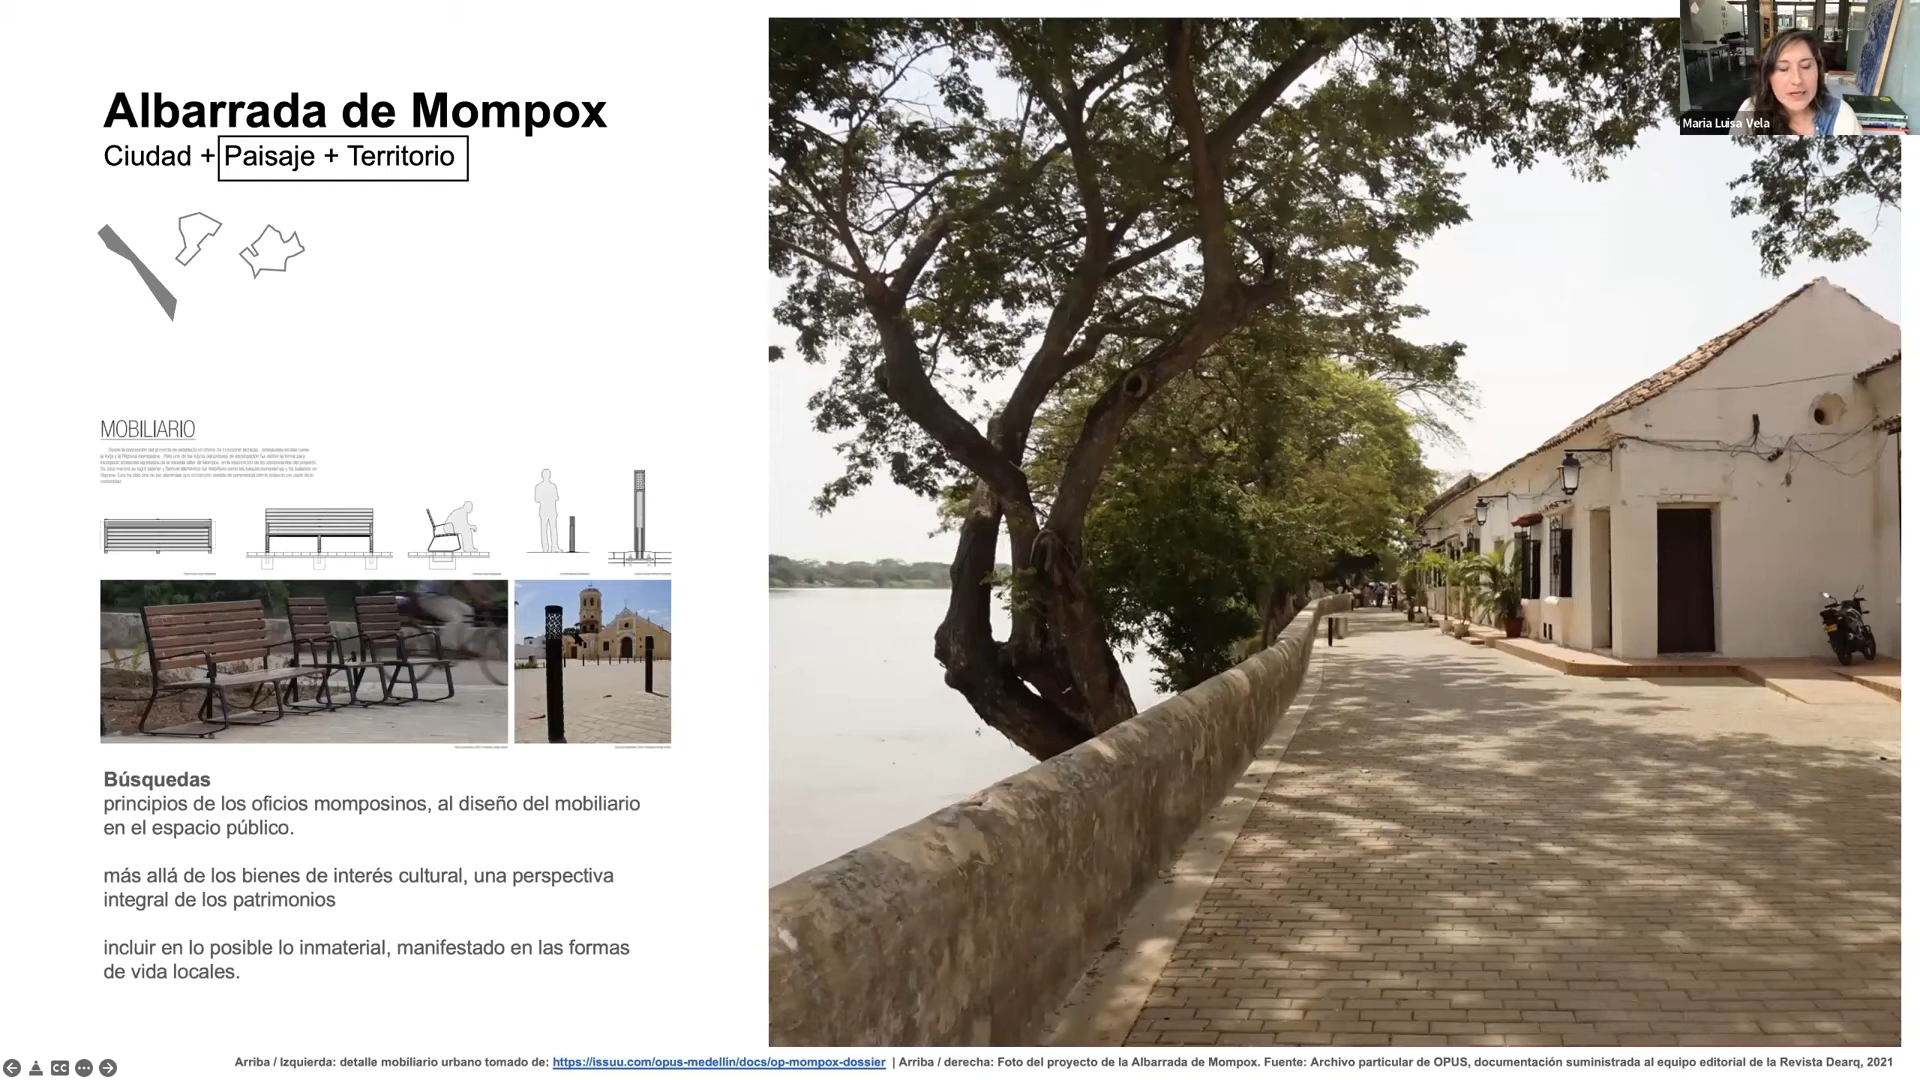 Albarrada de Mompox
Ciudad + Paisaje + Territorio
Maria Luisa Vela
MOBILIARIO
Búsquedas
principios de los oficios momposinos, al diseño del mobiliario
en el espacio público.
más allá de los bienes de interés cultural, una perspectiva
integral de los patrimonios
incluir en lo posible lo inmaterial, manifestado en las formas
de vida locales.
CC
Arriba / Izquierda: detalle mobiliario urbano tomado de: https://issuu.com/opus-medellin/docs/op-mompox-dossier | Arriba / derecha: Foto del proyecto de la Albarrada de Mompox. Fuente: Archivo particular de OPUS, documentación suministrada al equipo editorial de la Revista Dearq, 2021